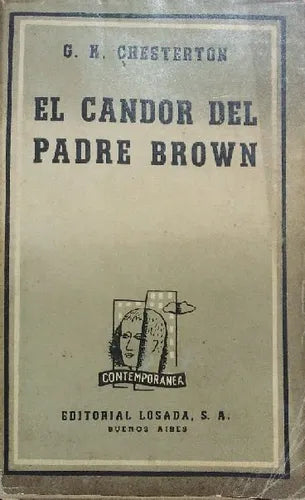 G. K. CHESTERTON
EL CANDOR DEL
PADRE BROWN
CONTEMPORANEA
EDITORIAL LOSADA, S. A.
BUENOS AIRES